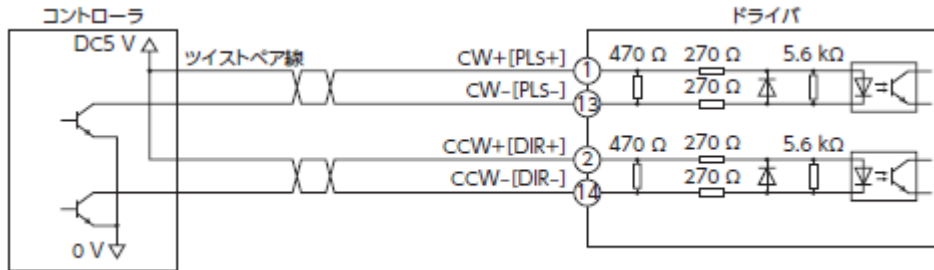 コントローラ
ドライバ
DC5 V
ツイストペア線
CW+[PLS+]
1
470 Ω
270 Ω
5.6 kΩ
CW-[PLS-]
13
270 Ω
CCW+[DIR+]
2
470 Ω
270 Ω
5.6 kΩ
CCW-[DIR-]
14
270 Ω
0 V